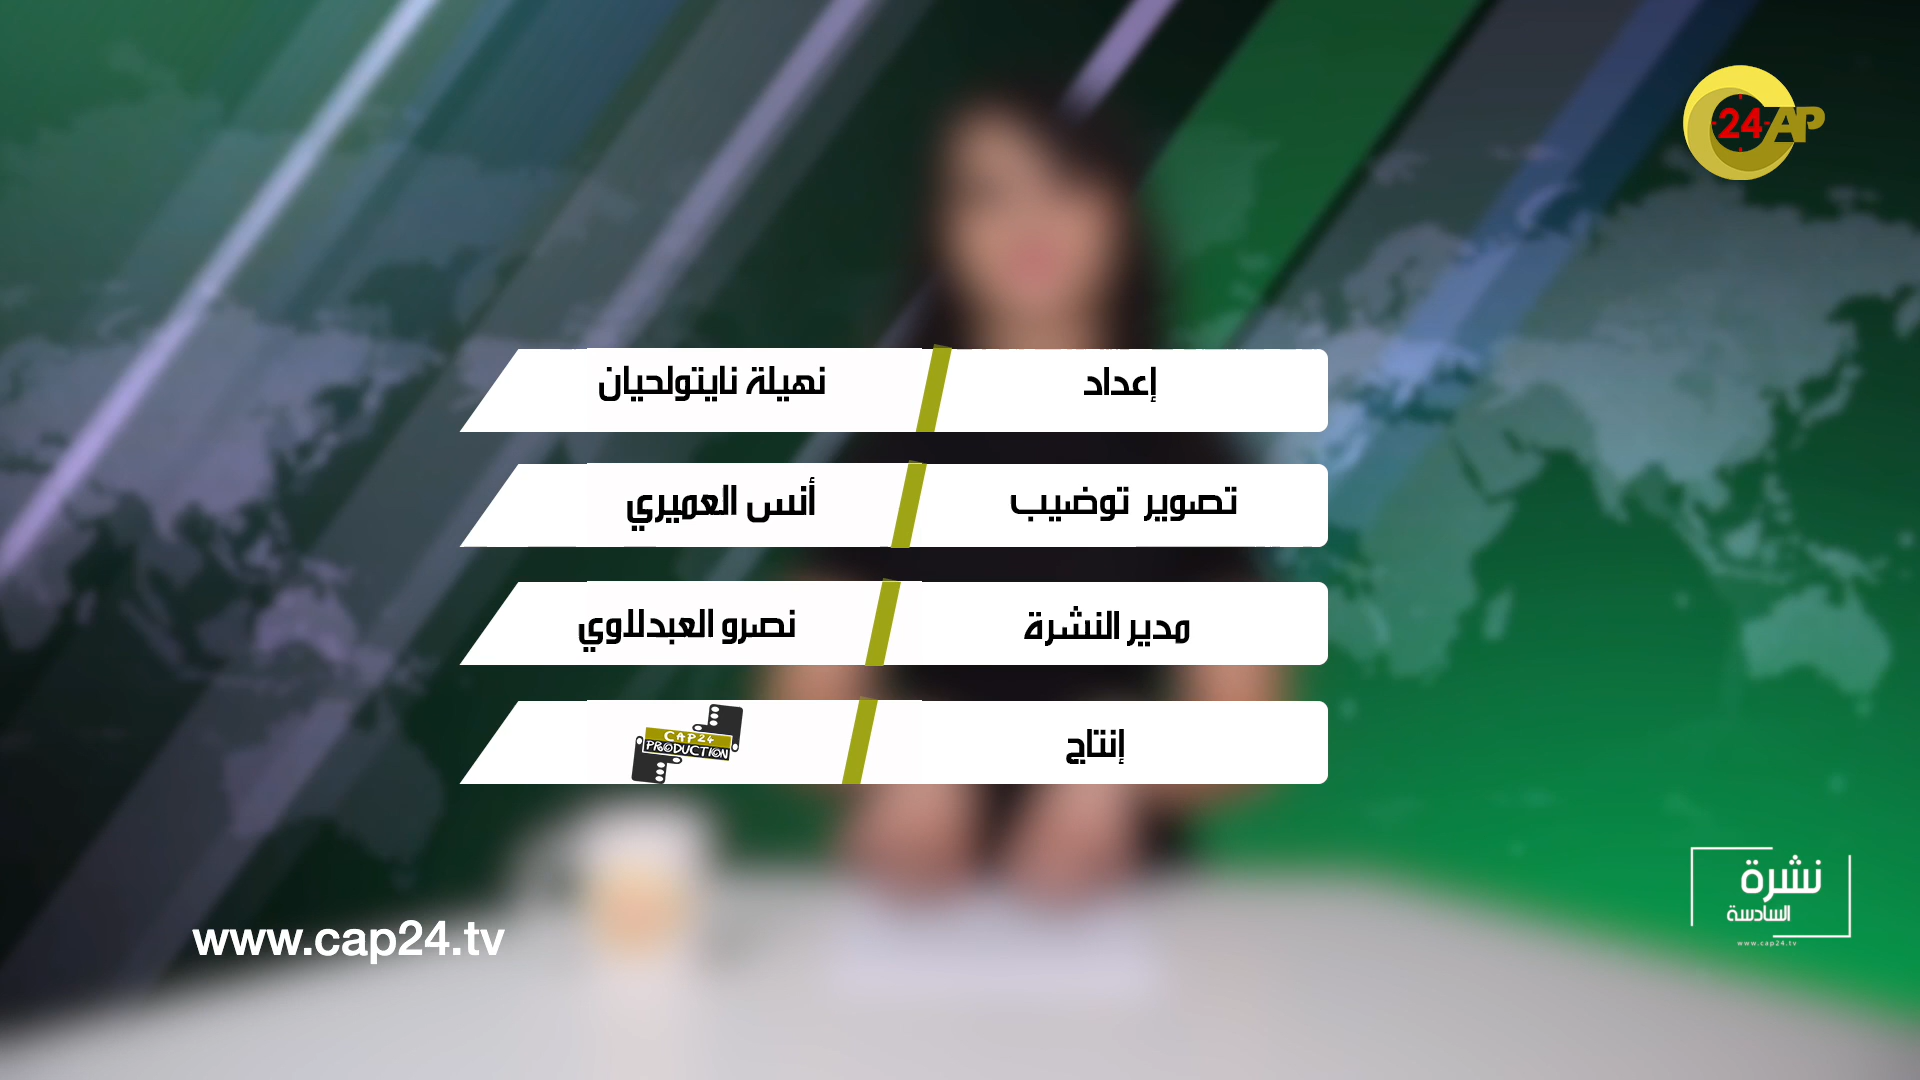 24
CAP
إعداد نهيلة نايتولحيان
تصوير توضيب أنس العميري
مدير النشرة نصرو العبدلاوي
إنتاج CAP24
PRODUCTION
نشرة
السادسة
www.cap24.tv
www.cap24.tv